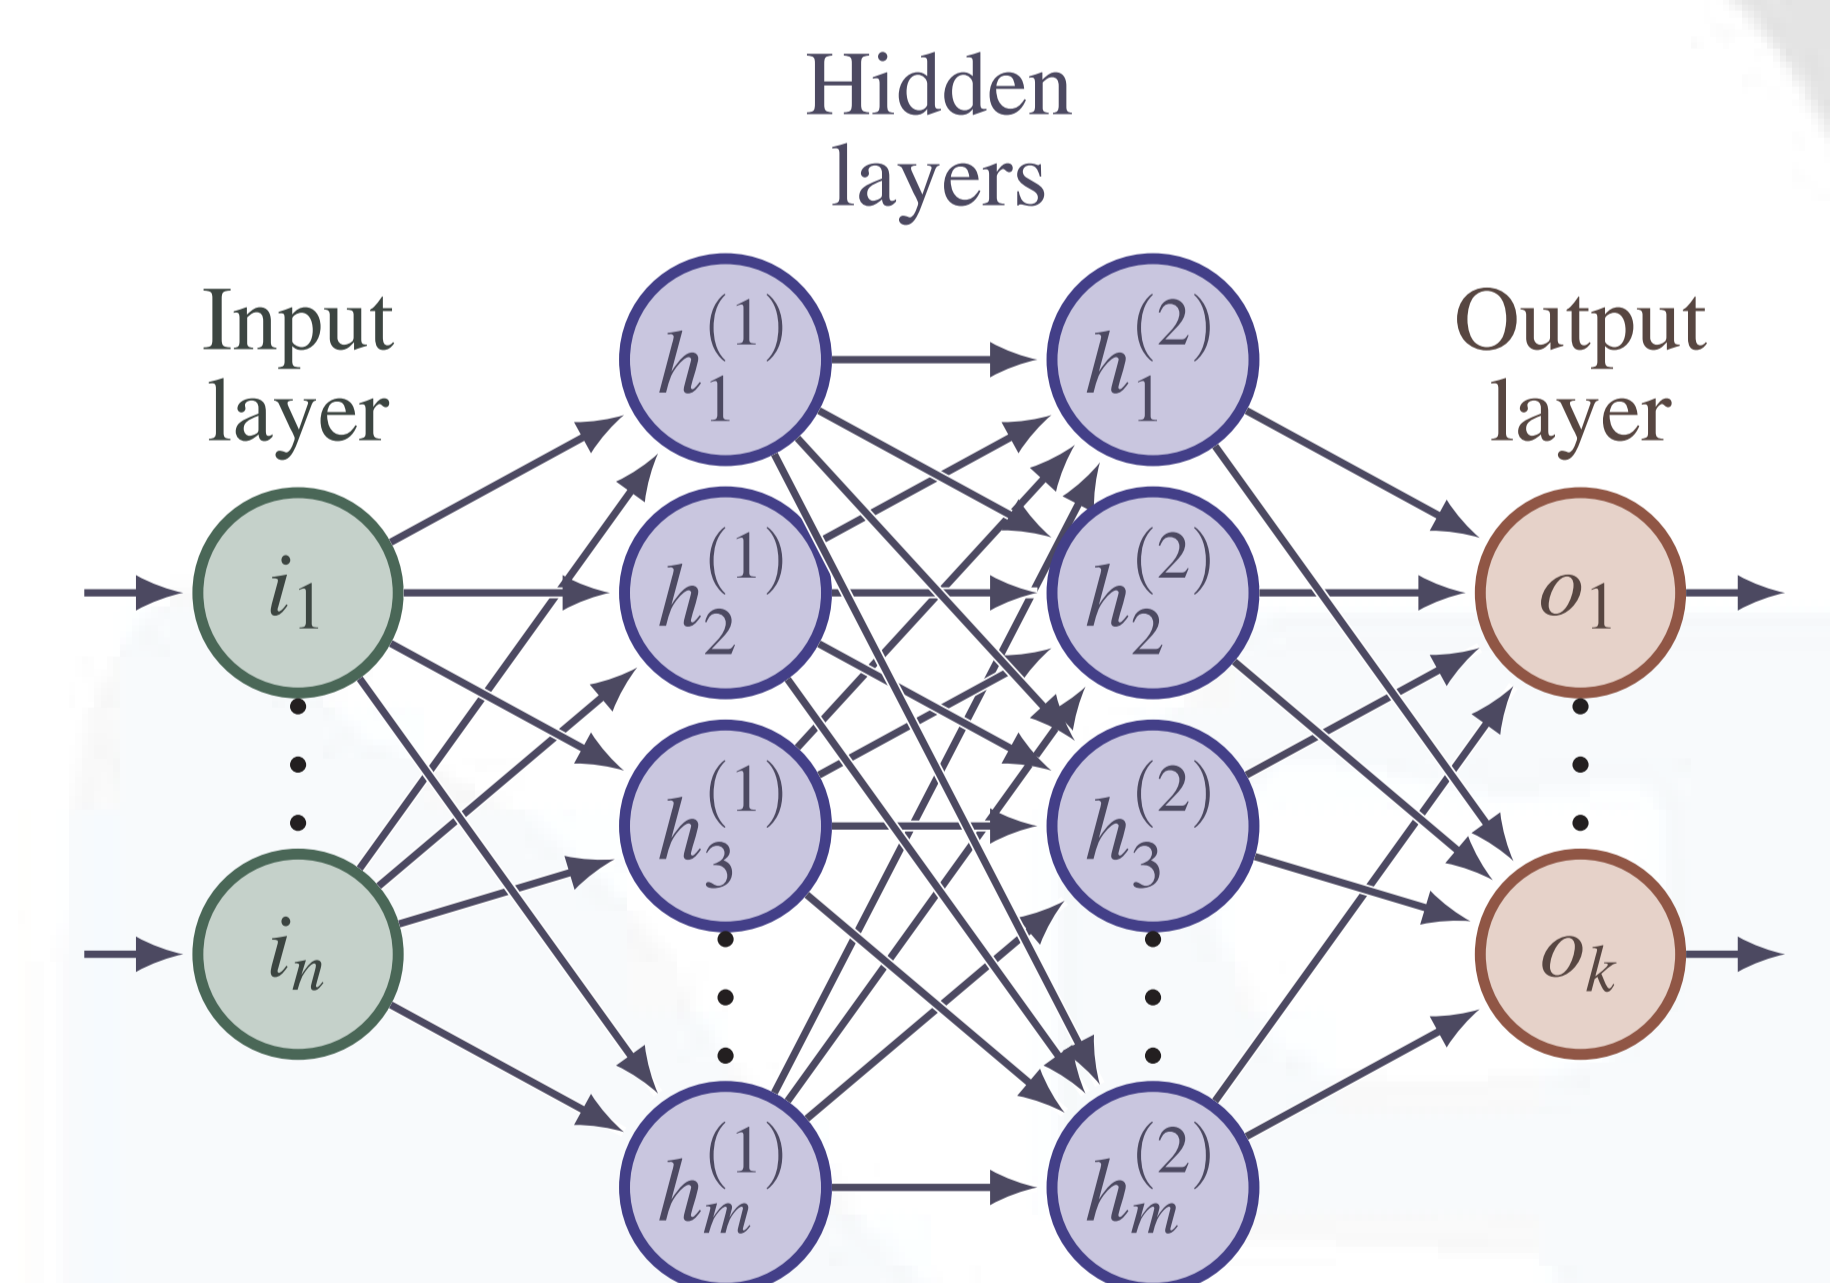 Hidden
layers
Input
layer
Output
layer
h₁⁽¹⁾
h₁⁽²⁾
i₁
h₂⁽¹⁾
h₂⁽²⁾
o₁
h₃⁽¹⁾
h₃⁽²⁾
iₙ
oₖ
hₘ⁽¹⁾
hₘ⁽²⁾